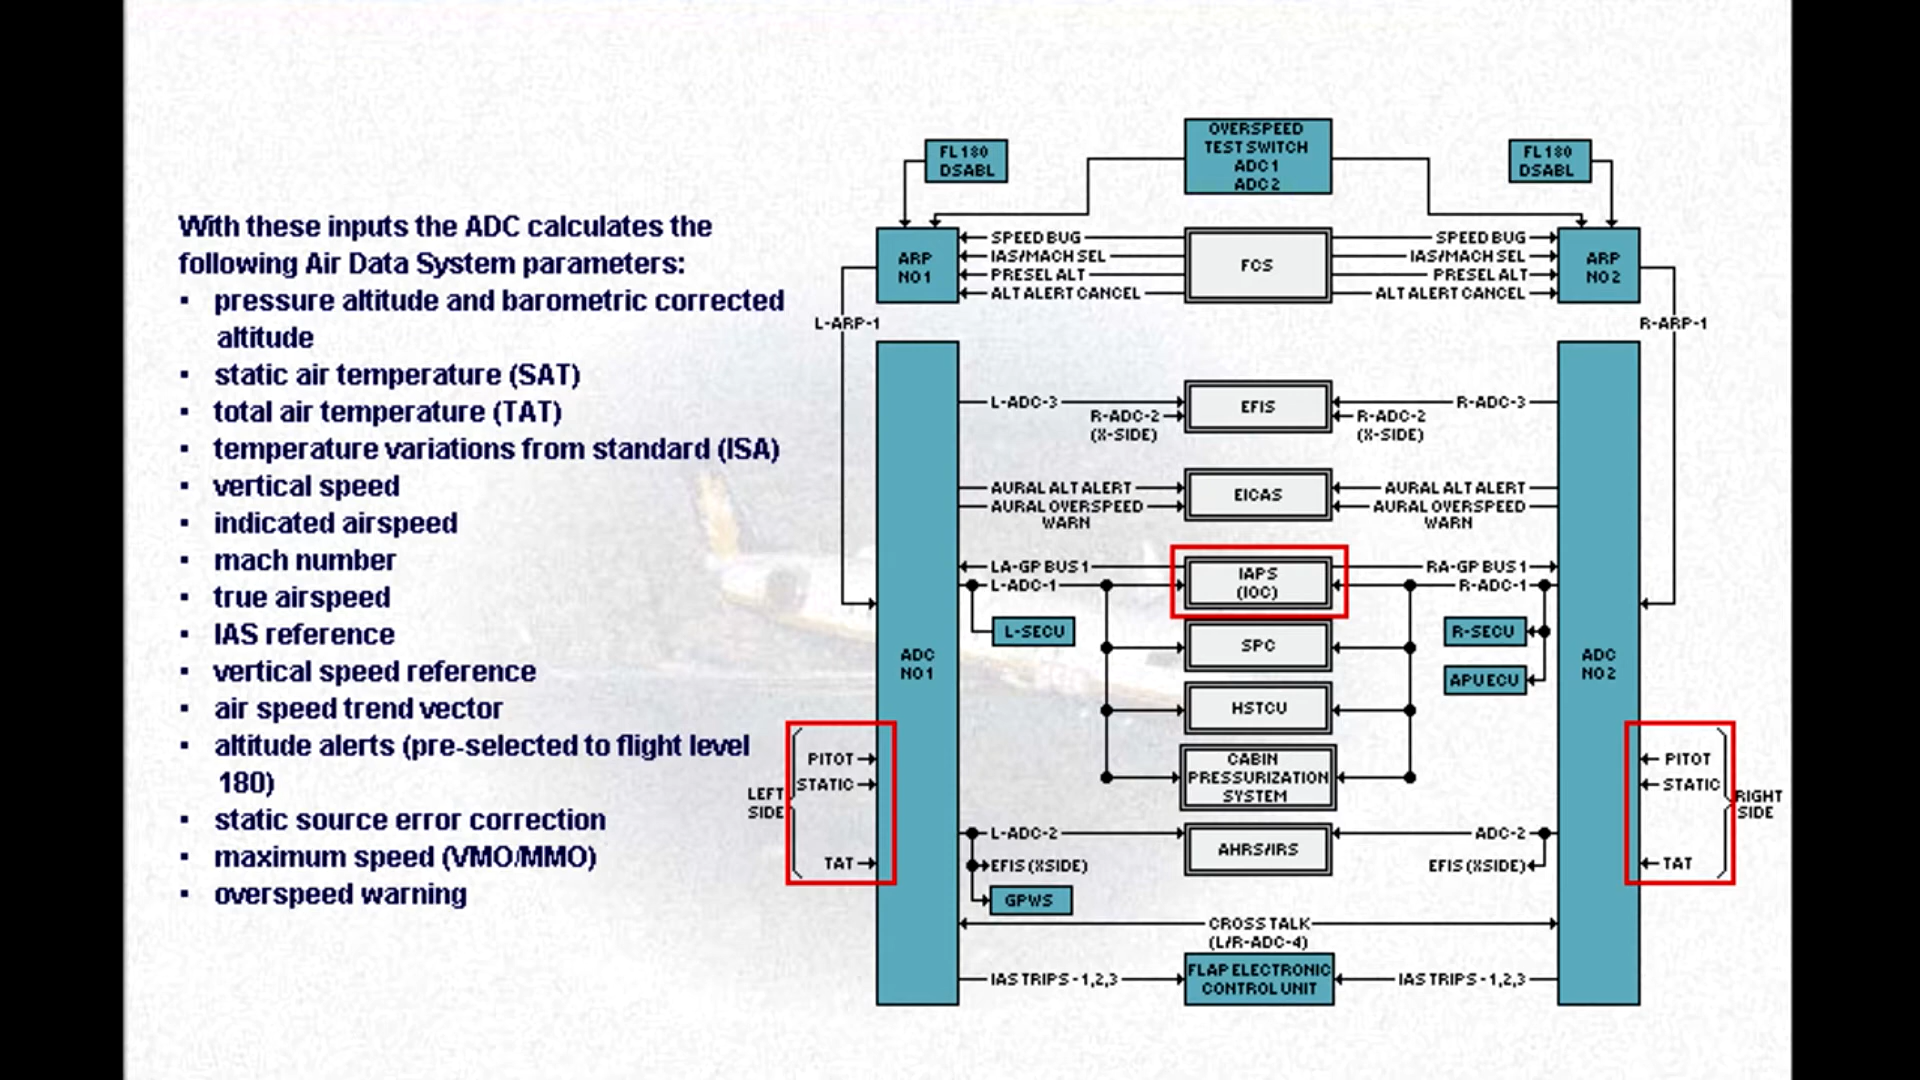 With these inputs the ADC calculates the
following Air Data System parameters:
▪ pressure altitude and barometric corrected
altitude
▪ static air temperature (SAT)
▪ total air temperature (TAT)
▪ temperature variations from standard (ISA)
▪ vertical speed
▪ indicated airspeed
▪ mach number
▪ true airspeed
▪ IAS reference
▪ vertical speed reference
▪ air speed trend vector
▪ altitude alerts (pre-selected to flight level
180)
▪ static source error correction
▪ maximum speed (VMO/MMO)
▪ overspeed warning
OVERSPEED
TEST SWITCH
ADC 1
ADC 2
FL 180
DSABL
FL 180
DSABL
ARP
NO 1
SPEED BUG
IAS/MACH SEL
PRESEL ALT
ALT ALERT CANCEL
FCS
SPEED BUG
IAS/MACH SEL
PRESEL ALT
ALT ALERT CANCEL
ARP
NO 2
L-ARP-1
R-ARP-1
L-ADC-3
R-ADC-2
(X-SIDE)
EFIS
R-ADC-3
R-ADC-2
(X-SIDE)
AURAL ALT ALERT
AURAL OVERSPEED
WARN
EICAS
AURAL ALT ALERT
AURAL OVERSPEED
WARN
LA-GP BUS 1
L-ADC-1
IAPS
(IOC)
RA-GP BUS 1
R-ADC-1
L-SECU
SPC
R-SECU
APU ECU
ADC
NO 1
ADC
NO 2
HSTCU
CABIN
PRESSURIZATION
SYSTEM
LEFT
SIDE
PITOT
STATIC
TAT
PITOT
STATIC
TAT
RIGHT
SIDE
L-ADC-2
EFIS (XSIDE)
GPWS
AHRS/IRS
ADC-2
EFIS (XSIDE)
CROSS TALK
(L/R-ADC-4)
IAS TRIPS - 1,2,3
FLAP ELECTRONIC
CONTROL UNIT
IAS TRIPS - 1,2,3